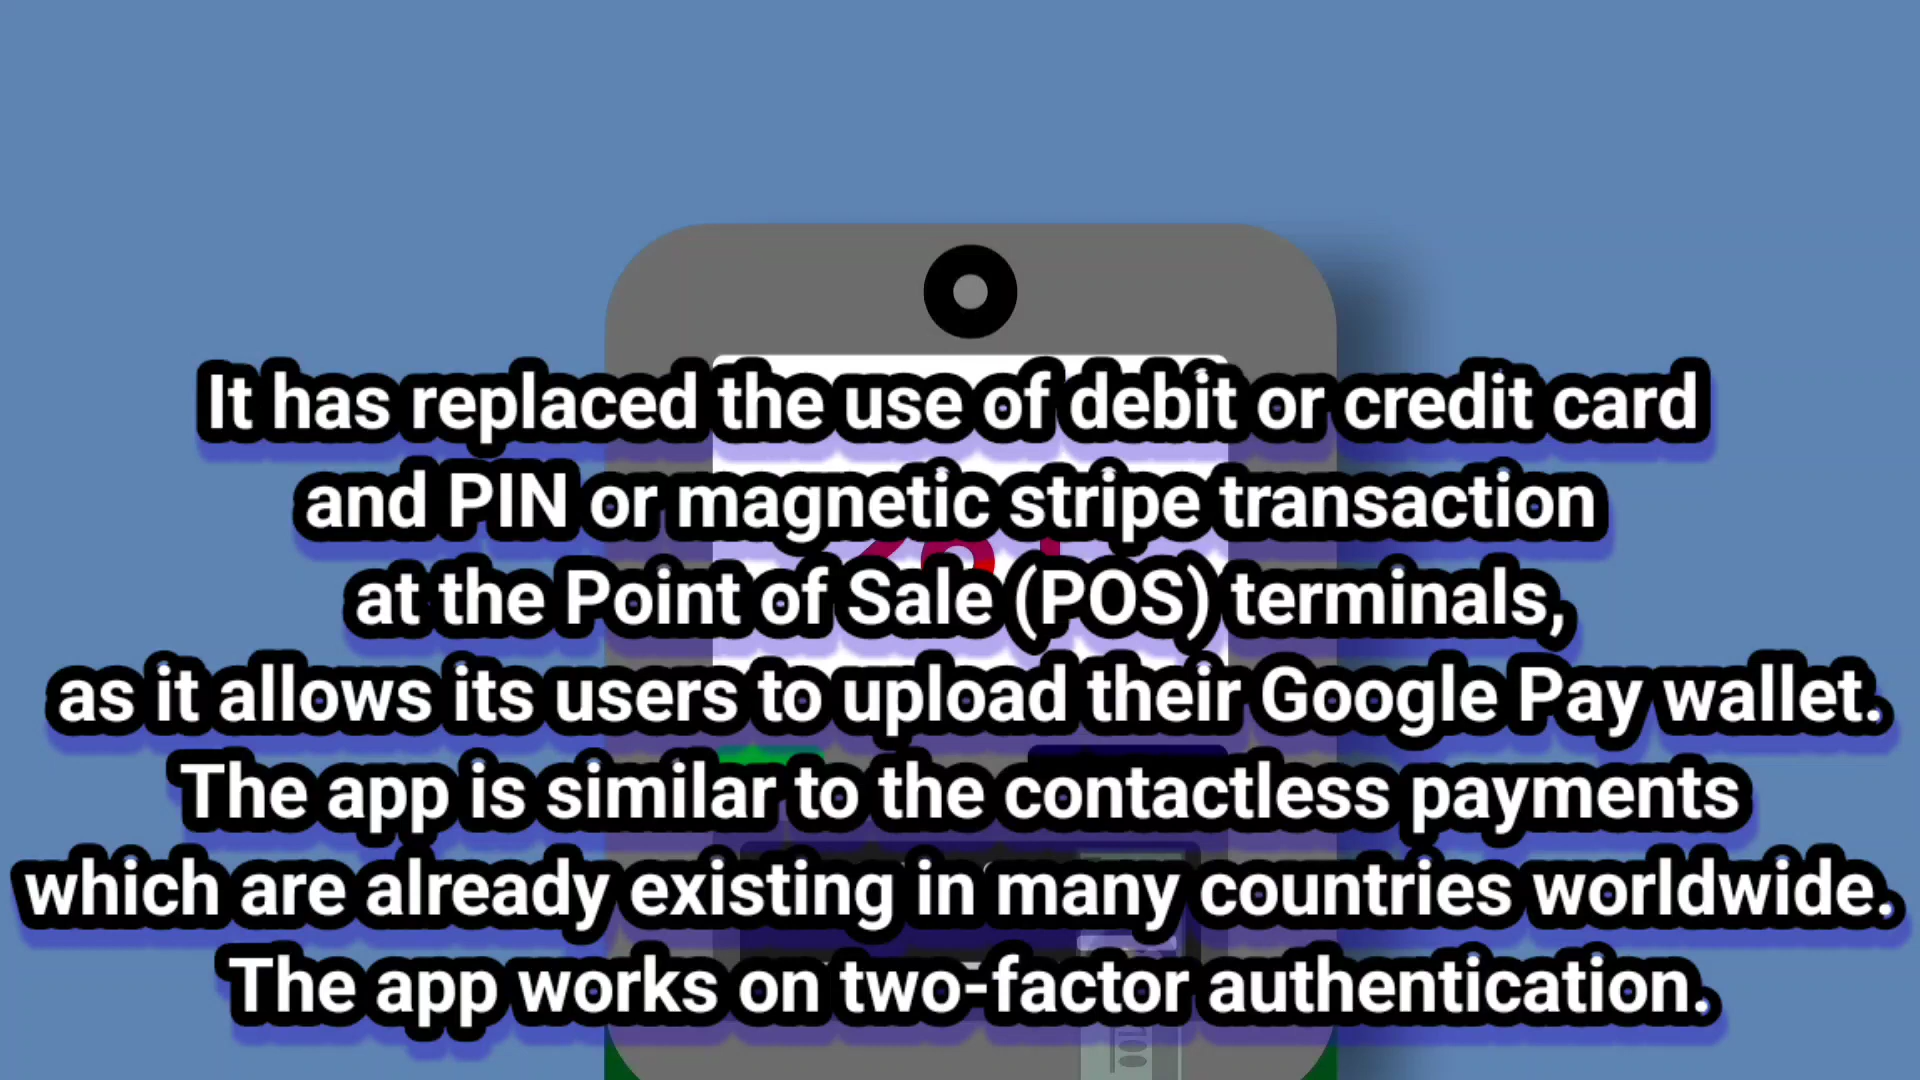 It has replaced the use of debit or credit card
and PIN or magnetic stripe transaction
at the Point of Sale (POS) terminals,
as it allows its users to upload their Google Pay wallet.
The app is similar to the contactless payments
which are already existing in many countries worldwide.
The app works on two-factor authentication.
100